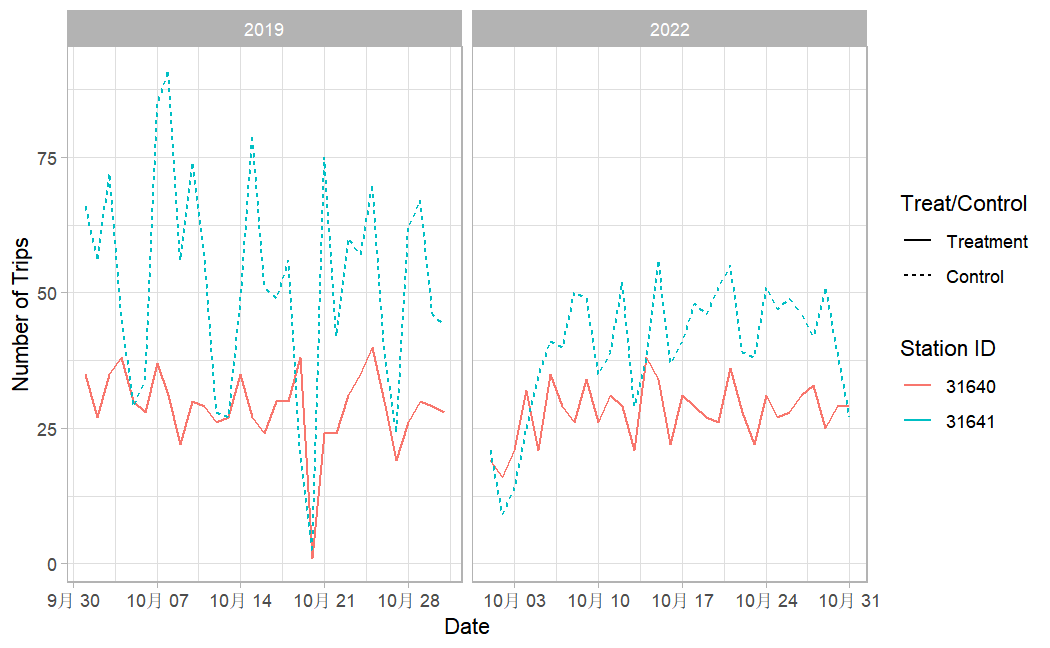 2019 2022
Number of Trips
75
50
25
0
9月 30 10月 07 10月 14 10月 21 10月 28 10月 03 10月 10 10月 17 10月 24 10月 31
Date
Treat/Control
Treatment
Control
Station ID
31640
31641